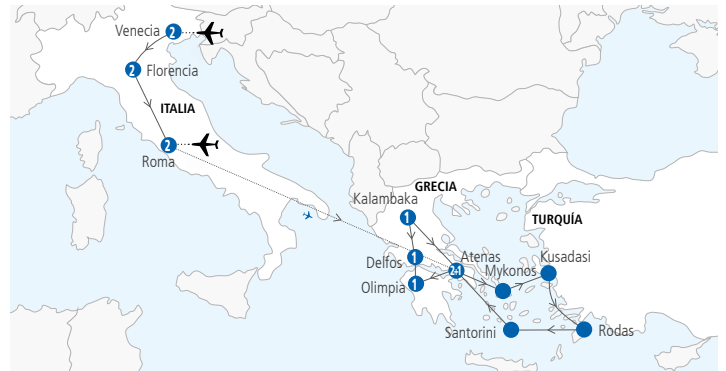 Venecia
2
2
Florencia
ITALIA
2
Roma
GRECIA
Kalambaka
1
TURQUÍA
Delfos
1
Atenas
2+1
Kusadasi
Mykonos
Olimpia
1
Santorini
Rodas